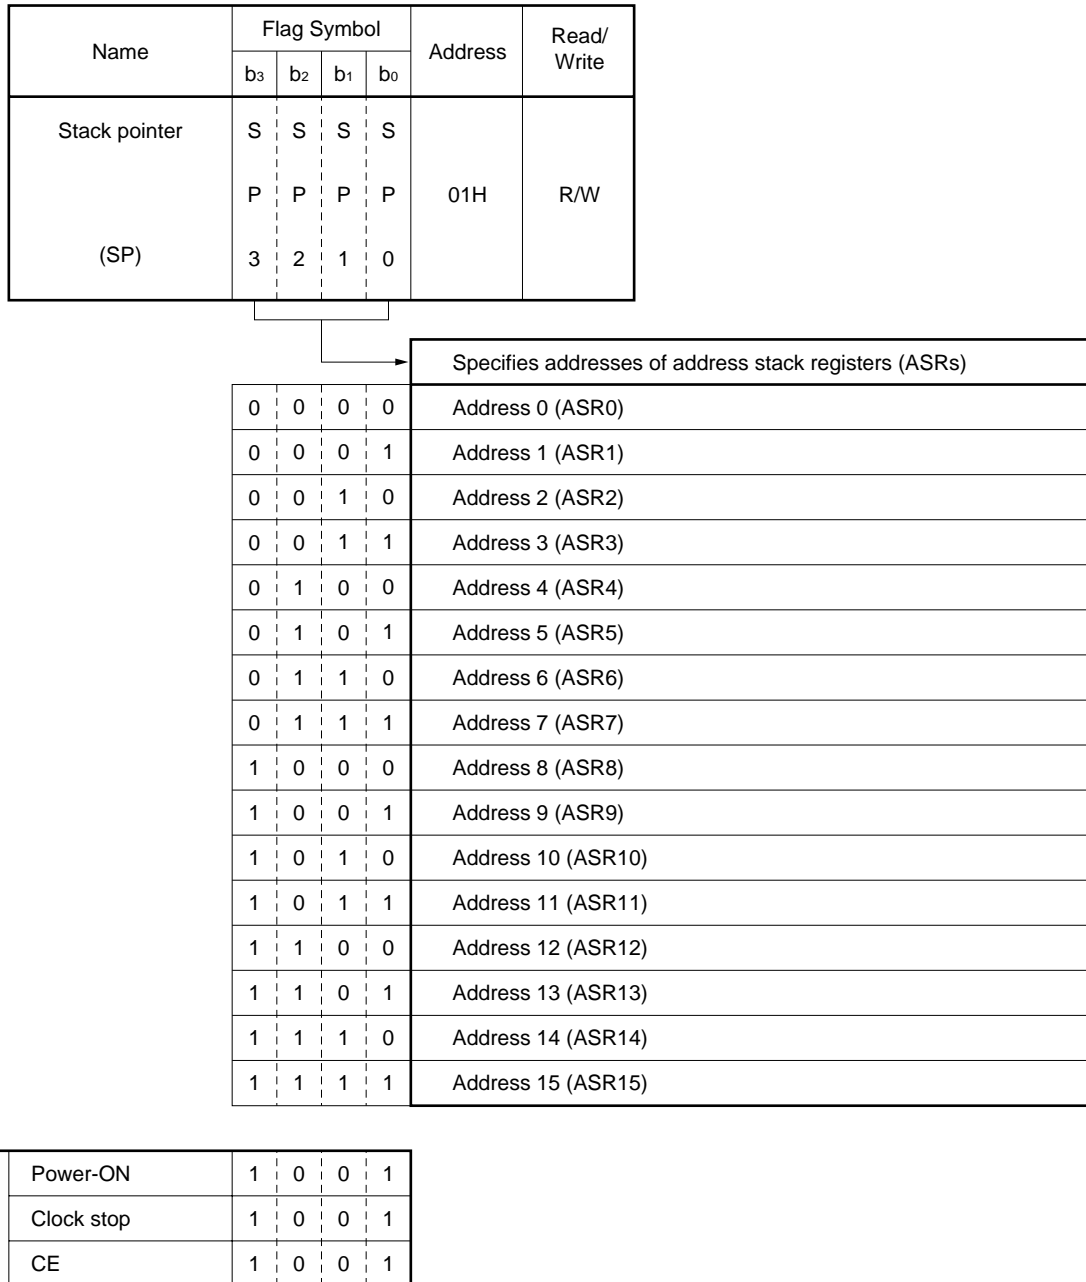 Name Flag Symbol Address Read/Write
b3 b2 b1 b0
Stack pointer S S S S
P P P P 01H R/W
(SP) 3 2 1 0
Specifies addresses of address stack registers (ASRs)
0 0 0 0 Address 0 (ASR0)
0 0 0 1 Address 1 (ASR1)
0 0 1 0 Address 2 (ASR2)
0 0 1 1 Address 3 (ASR3)
0 1 0 0 Address 4 (ASR4)
0 1 0 1 Address 5 (ASR5)
0 1 1 0 Address 6 (ASR6)
0 1 1 1 Address 7 (ASR7)
1 0 0 0 Address 8 (ASR8)
1 0 0 1 Address 9 (ASR9)
1 0 1 0 Address 10 (ASR10)
1 0 1 1 Address 11 (ASR11)
1 1 0 0 Address 12 (ASR12)
1 1 0 1 Address 13 (ASR13)
1 1 1 0 Address 14 (ASR14)
1 1 1 1 Address 15 (ASR15)
Power-ON 1 0 0 1
Clock stop 1 0 0 1
CE 1 0 0 1